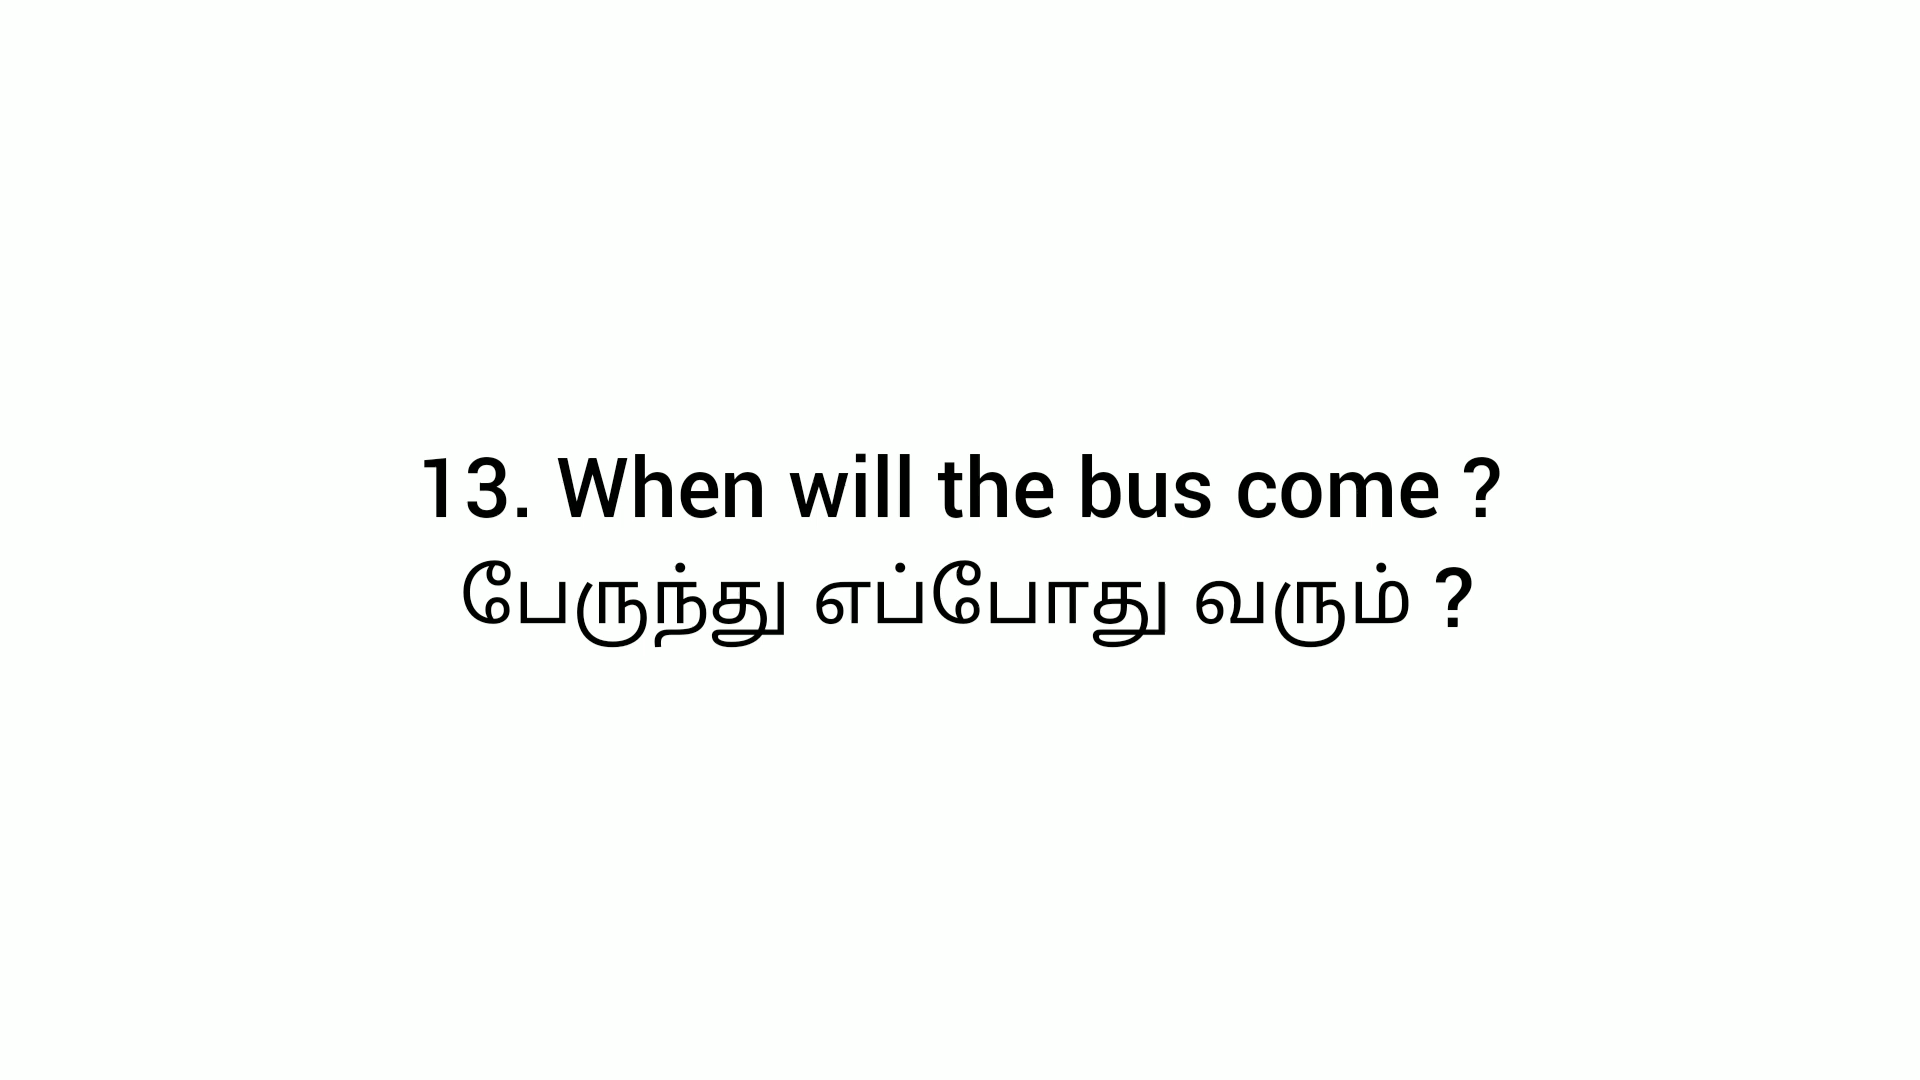 13. When will the bus come ?
பேருந்து எப்போது வரும் ?